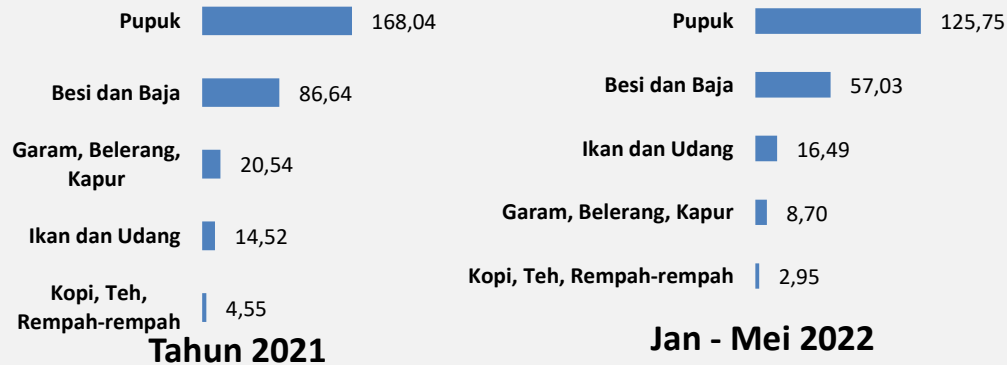 Pupuk 168,04
Besi dan Baja 86,64
Garam, Belerang,
Kapur 20,54
Ikan dan Udang 14,52
Kopi, Teh,
Rempah-rempah 4,55
Tahun 2021
Pupuk 125,75
Besi dan Baja 57,03
Ikan dan Udang 16,49
Garam, Belerang, Kapur 8,70
Kopi, Teh, Rempah-rempah 2,95
Jan - Mei 2022